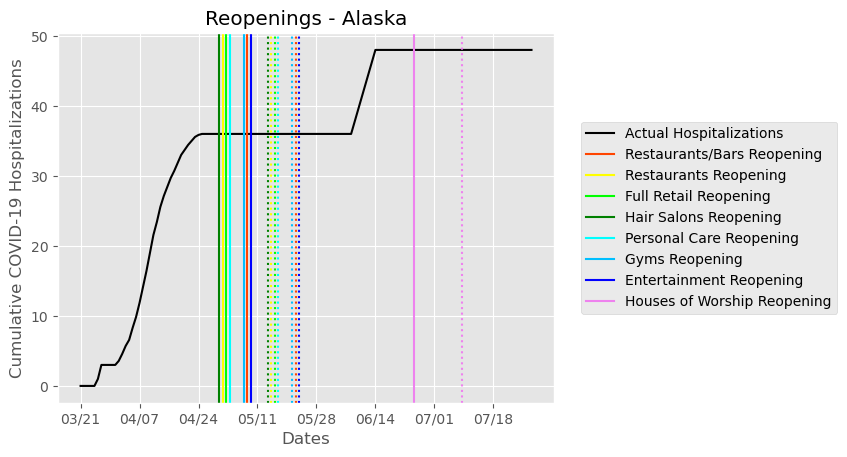 Reopenings - Alaska
Cumulative COVID-19 Hospitalizations
50
40
30
20
10
0
03/21 04/07 04/24 05/11 05/28 06/14 07/01 07/18
Dates
Actual Hospitalizations
Restaurants/Bars Reopening
Restaurants Reopening
Full Retail Reopening
Hair Salons Reopening
Personal Care Reopening
Gyms Reopening
Entertainment Reopening
Houses of Worship Reopening